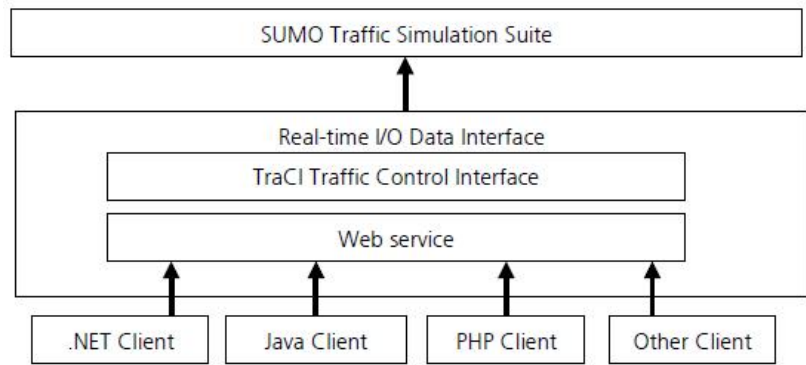 SUMO Traffic Simulation Suite
Real-time I/O Data Interface
TraCI Traffic Control Interface
Web service
.NET Client
Java Client
PHP Client
Other Client